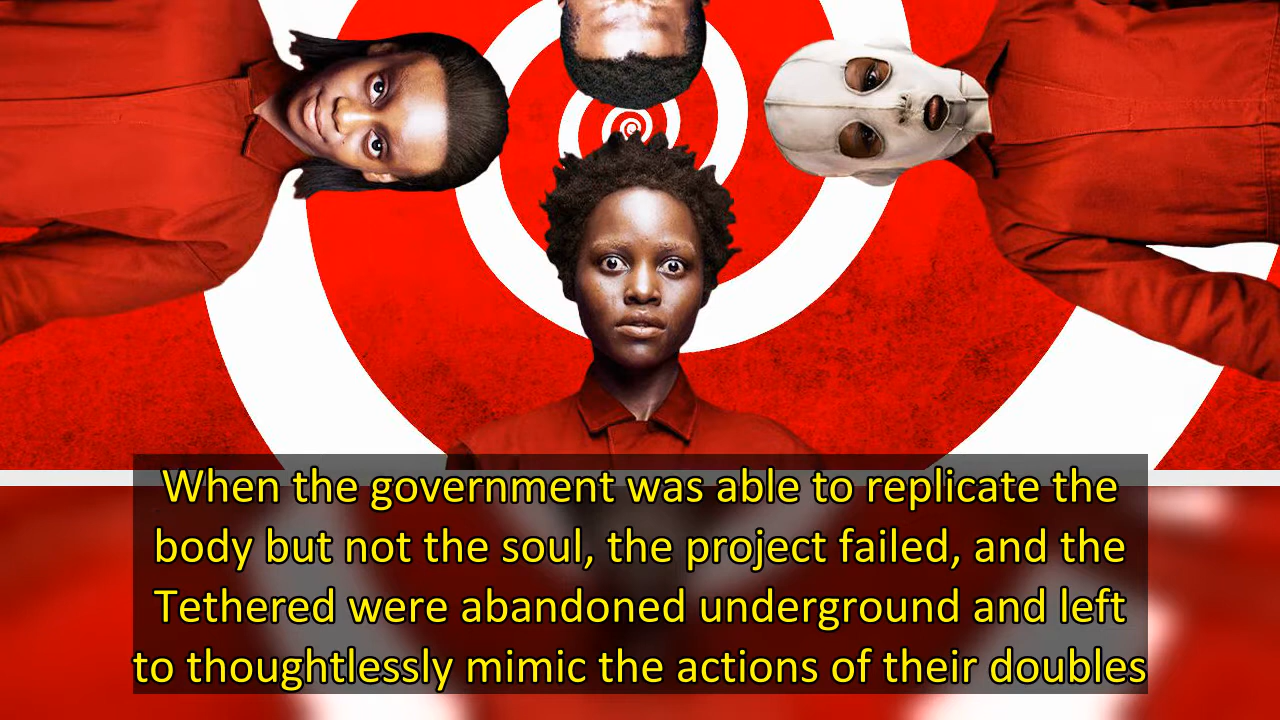 When the government was able to replicate the
body but not the soul, the project failed, and the
Tethered were abandoned underground and left
to thoughtlessly mimic the actions of their doubles